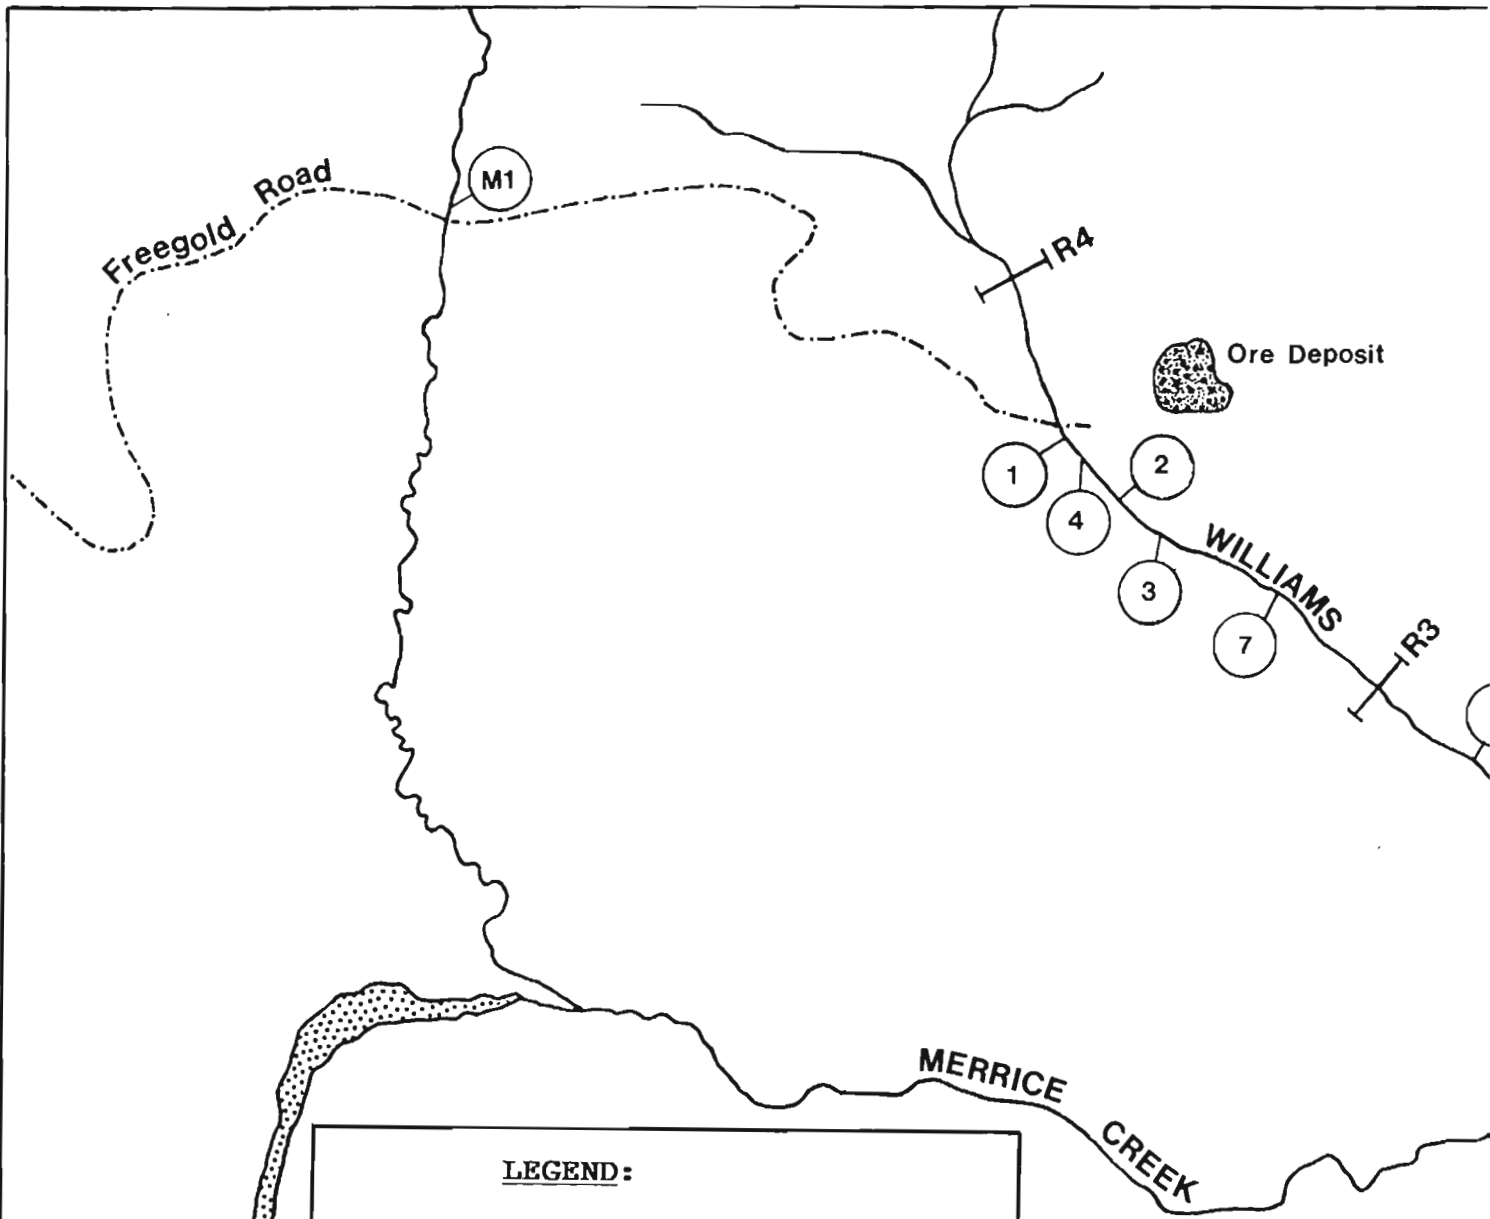 M1
Freegold Road
R4
Ore Deposit
1
2
4
3
WILLIAMS
7
R3
MERRICE
CREEK
LEGEND: